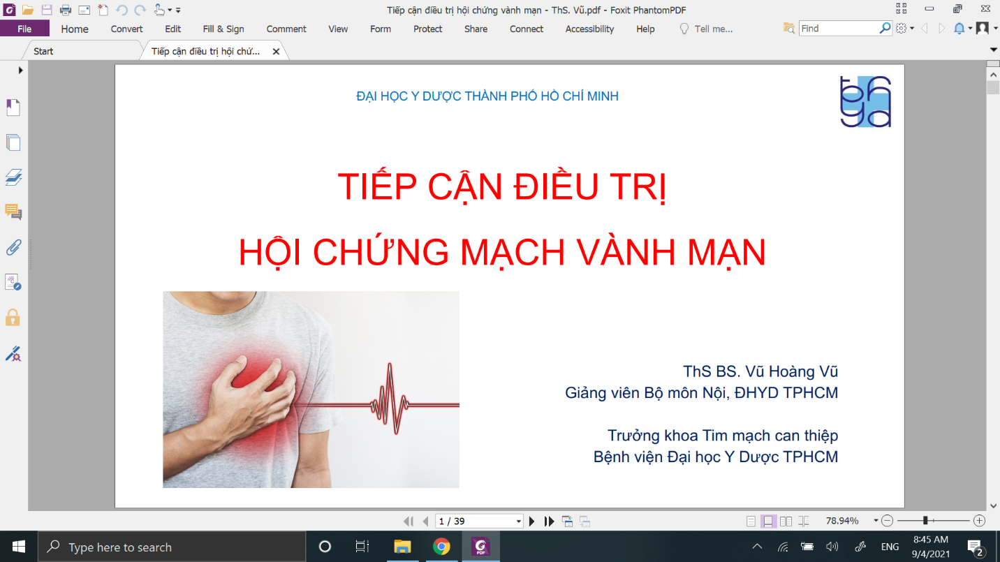 Tiếp cận điều trị hội chứng vành mạn - ThS. Vũ.pdf - Foxit PhantomPDF
File Home Convert Edit Fill & Sign Comment View Form Protect Share Connect Accessibility Help Tell me... Find
Start Tiếp cận điều trị hội chứ...
ĐẠI HỌC Y DƯỢC THÀNH PHỐ HỒ CHÍ MINH
TIẾP CẬN ĐIỀU TRỊ
HỘI CHỨNG MẠCH VÀNH MẠN
ThS BS. Vũ Hoàng Vũ
Giảng viên Bộ môn Nội, ĐHYD TPHCM
Trưởng khoa Tim mạch can thiệp
Bệnh viện Đại học Y Dược TPHCM
1 / 39 78.94%
Type here to search
PDF
ENG
8:45 AM
9/4/2021
2